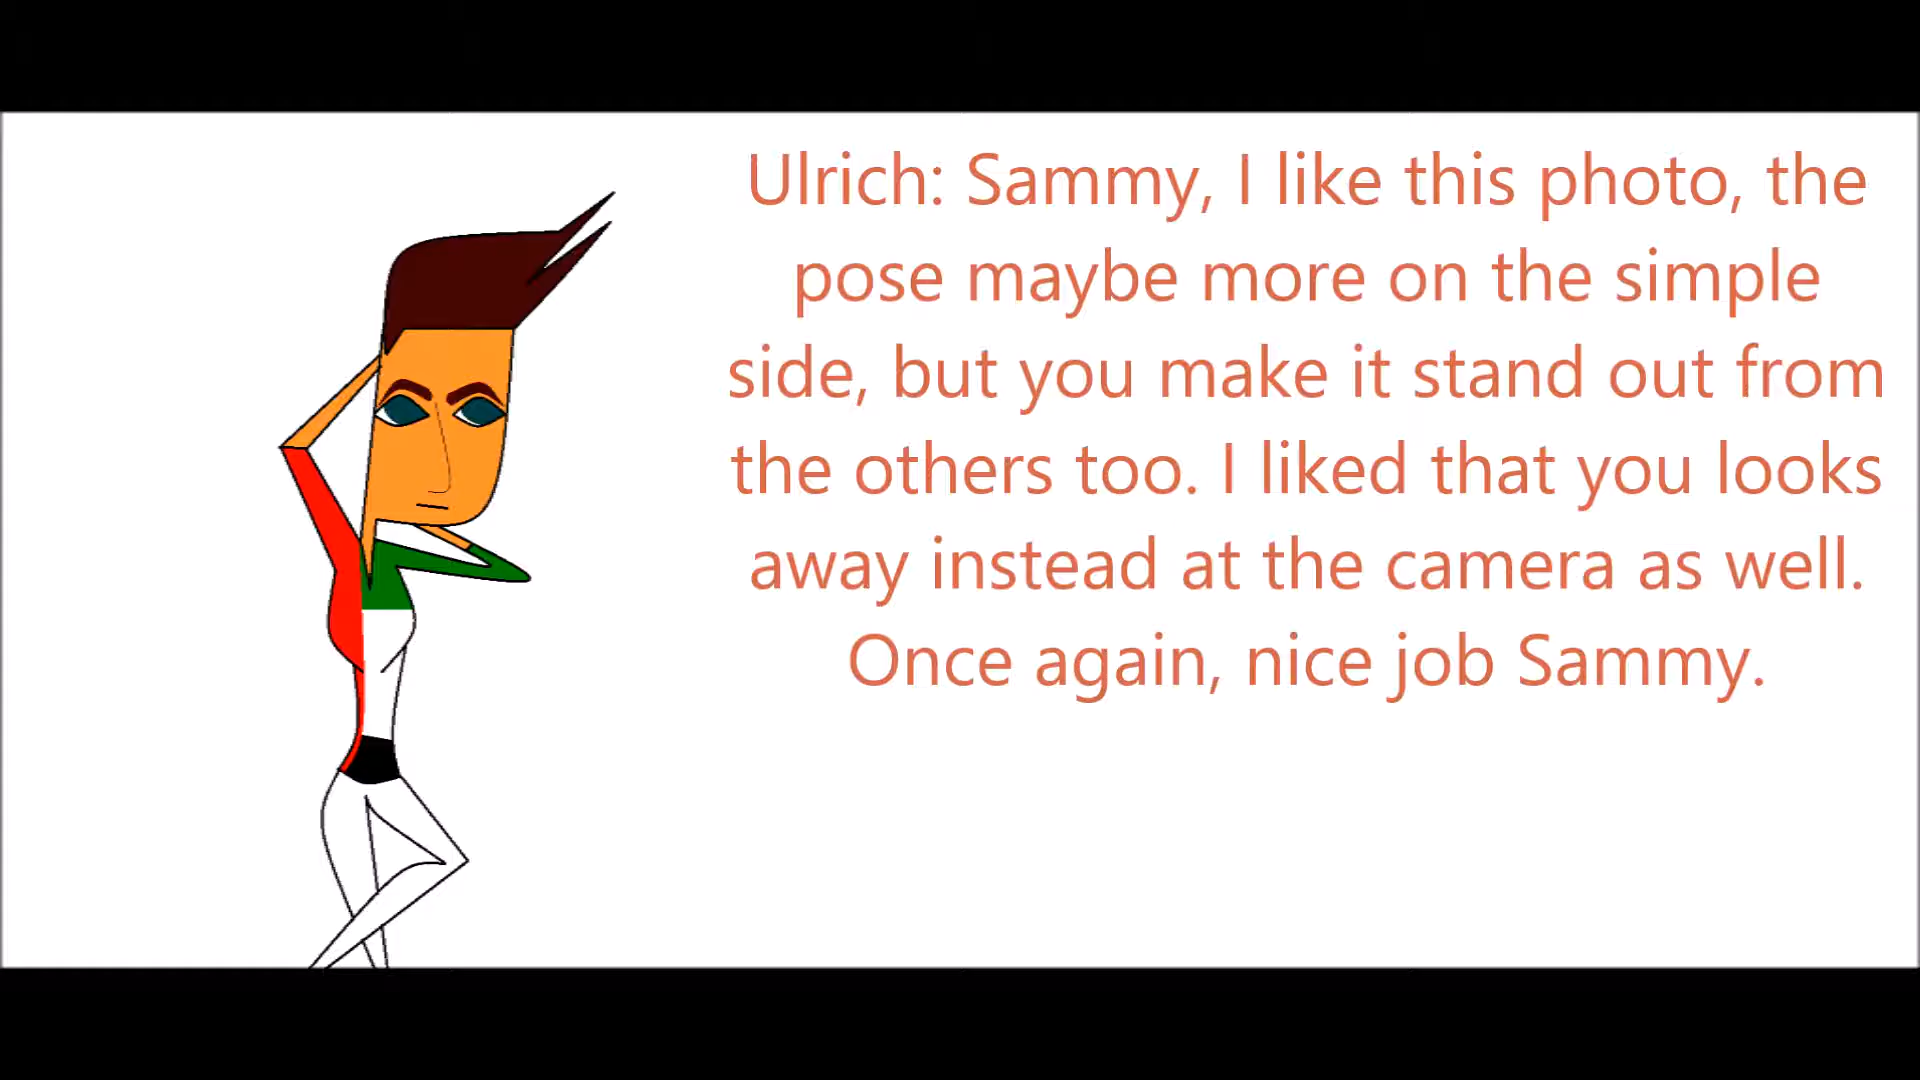 Ulrich: Sammy, I like this photo, the
pose maybe more on the simple
side, but you make it stand out from
the others too. I liked that you looks
away instead at the camera as well.
Once again, nice job Sammy.